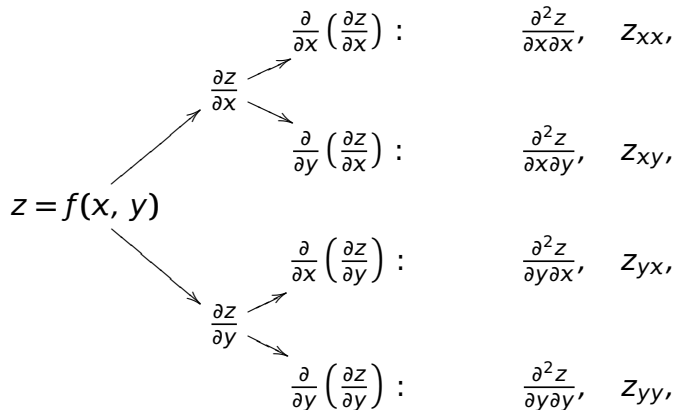 ∂/∂x (∂z/∂x) : ∂²z/∂x∂x, z_xx,
∂z/∂x
∂/∂y (∂z/∂x) : ∂²z/∂x∂y, z_xy,
z = f(x, y)
∂/∂x (∂z/∂y) : ∂²z/∂y∂x, z_yx,
∂z/∂y
∂/∂y (∂z/∂y) : ∂²z/∂y∂y, z_yy,